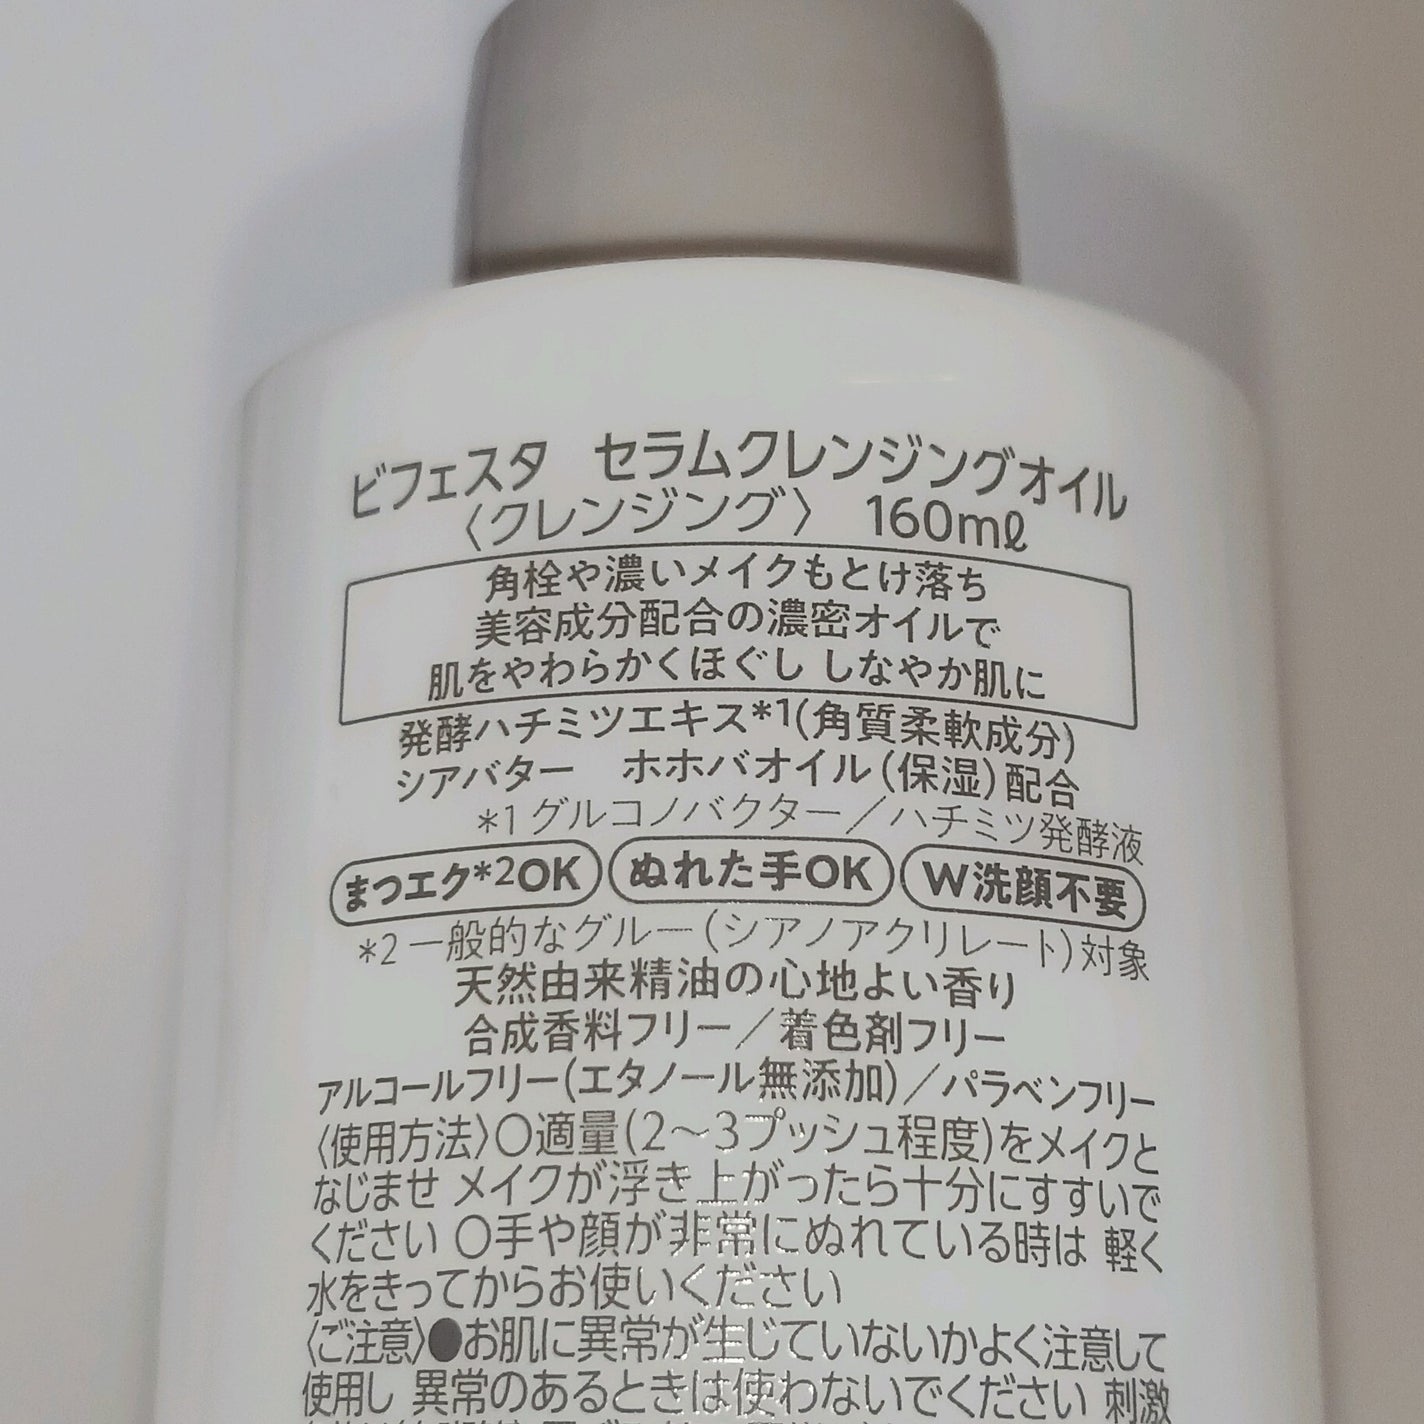 ビフェスタ　セラムクレンジングオイル
〈クレンジング〉　160mℓ
角栓や濃いメイクもとけ落ち
美容成分配合の濃密オイルで
肌をやわらかくほぐし しなやか肌に
発酵ハチミツエキス*1(角質柔軟成分)
シアバター　ホホバオイル(保湿)配合
*1 グルコノバクター／ハチミツ発酵液
まつエク*2OK ぬれた手OK W洗顔不要
*2 一般的なグルー(シアノアクリレート)対象
天然由来精油の心地よい香り
合成香料フリー／着色剤フリー
アルコールフリー(エタノール無添加)／パラベンフリー
〈使用方法〉〇適量(2〜3プッシュ程度)をメイクと
なじませ メイクが浮き上がったら十分にすすいで
ください 〇手や顔が非常にぬれている時は 軽く
水をきってからお使いください
〈ご注意〉●お肌に異常が生じていないかよく注意して
使用し 異常のあるときは使わないでください 刺激